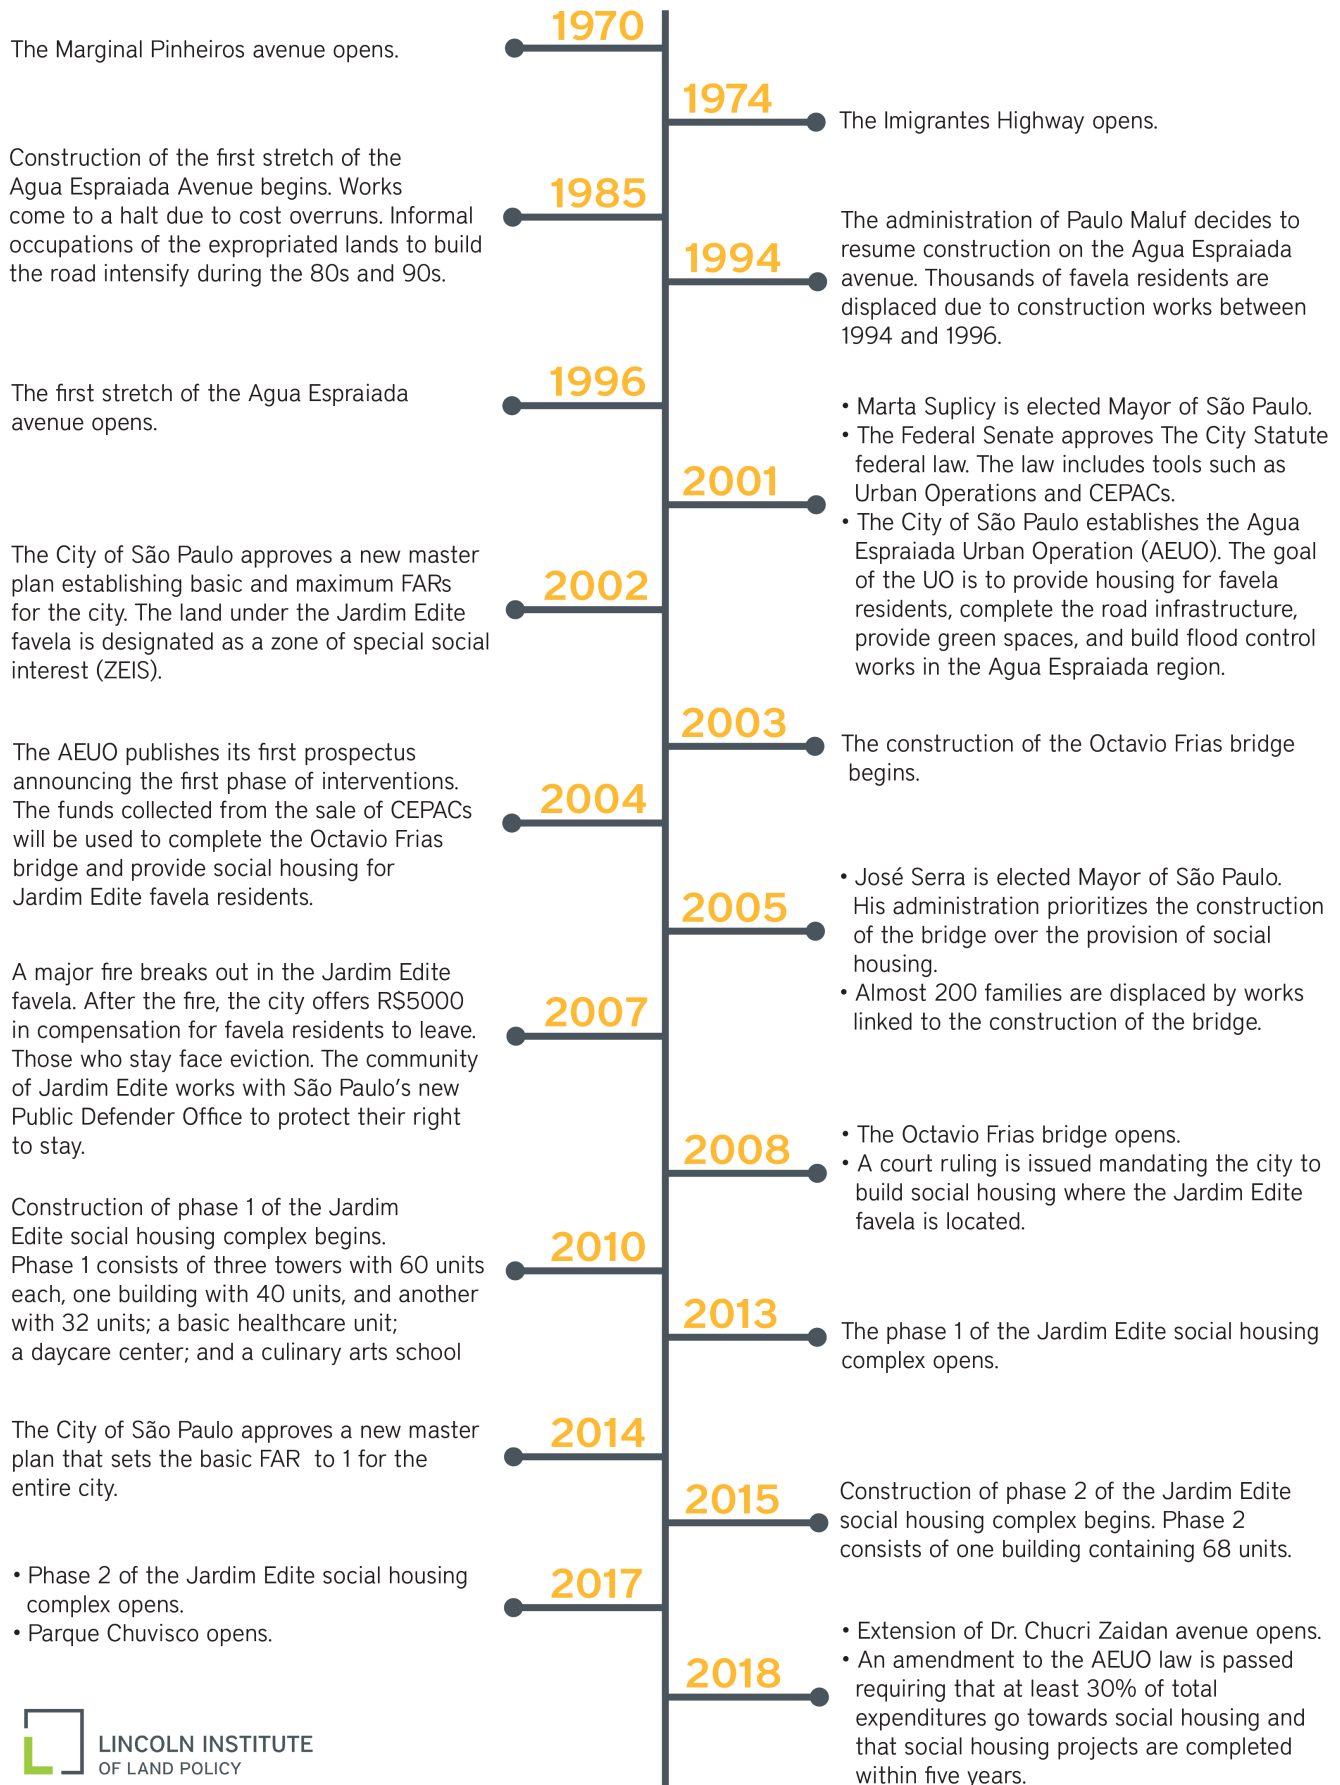 1970
The Marginal Pinheiros avenue opens.
1974
The Imigrantes Highway opens.
1985
Construction of the first stretch of the
Agua Espraiada Avenue begins. Works
come to a halt due to cost overruns. Informal
occupations of the expropriated lands to build
the road intensify during the 80s and 90s.
1994
The administration of Paulo Maluf decides to
resume construction on the Agua Espraiada
avenue. Thousands of favela residents are
displaced due to construction works between
1994 and 1996.
1996
The first stretch of the Agua Espraiada
avenue opens.
2001
• Marta Suplicy is elected Mayor of São Paulo.
• The Federal Senate approves The City Statute
federal law. The law includes tools such as
Urban Operations and CEPACs.
• The City of São Paulo establishes the Agua
Espraiada Urban Operation (AEUO). The goal
of the UO is to provide housing for favela
residents, complete the road infrastructure,
provide green spaces, and build flood control
works in the Agua Espraiada region.
2002
The City of São Paulo approves a new master
plan establishing basic and maximum FARs
for the city. The land under the Jardim Edite
favela is designated as a zone of special social
interest (ZEIS).
2003
The construction of the Octavio Frias bridge
begins.
2004
The AEUO publishes its first prospectus
announcing the first phase of interventions.
The funds collected from the sale of CEPACs
will be used to complete the Octavio Frias
bridge and provide social housing for
Jardim Edite favela residents.
2005
• José Serra is elected Mayor of São Paulo.
His administration prioritizes the construction
of the bridge over the provision of social
housing.
• Almost 200 families are displaced by works
linked to the construction of the bridge.
2007
A major fire breaks out in the Jardim Edite
favela. After the fire, the city offers R$5000
in compensation for favela residents to leave.
Those who stay face eviction. The community
of Jardim Edite works with São Paulo's new
Public Defender Office to protect their right
to stay.
2008
• The Octavio Frias bridge opens.
• A court ruling is issued mandating the city to
build social housing where the Jardim Edite
favela is located.
2010
Construction of phase 1 of the Jardim
Edite social housing complex begins.
Phase 1 consists of three towers with 60 units
each, one building with 40 units, and another
with 32 units; a basic healthcare unit;
a daycare center; and a culinary arts school
2013
The phase 1 of the Jardim Edite social housing
complex opens.
2014
The City of São Paulo approves a new master
plan that sets the basic FAR to 1 for the
entire city.
2015
Construction of phase 2 of the Jardim Edite
social housing complex begins. Phase 2
consists of one building containing 68 units.
2017
• Phase 2 of the Jardim Edite social housing
complex opens.
• Parque Chuvisco opens.
2018
• Extension of Dr. Chucri Zaidan avenue opens.
• An amendment to the AEUO law is passed
requiring that at least 30% of total
expenditures go towards social housing and
that social housing projects are completed
within five years.
LINCOLN INSTITUTE
OF LAND POLICY